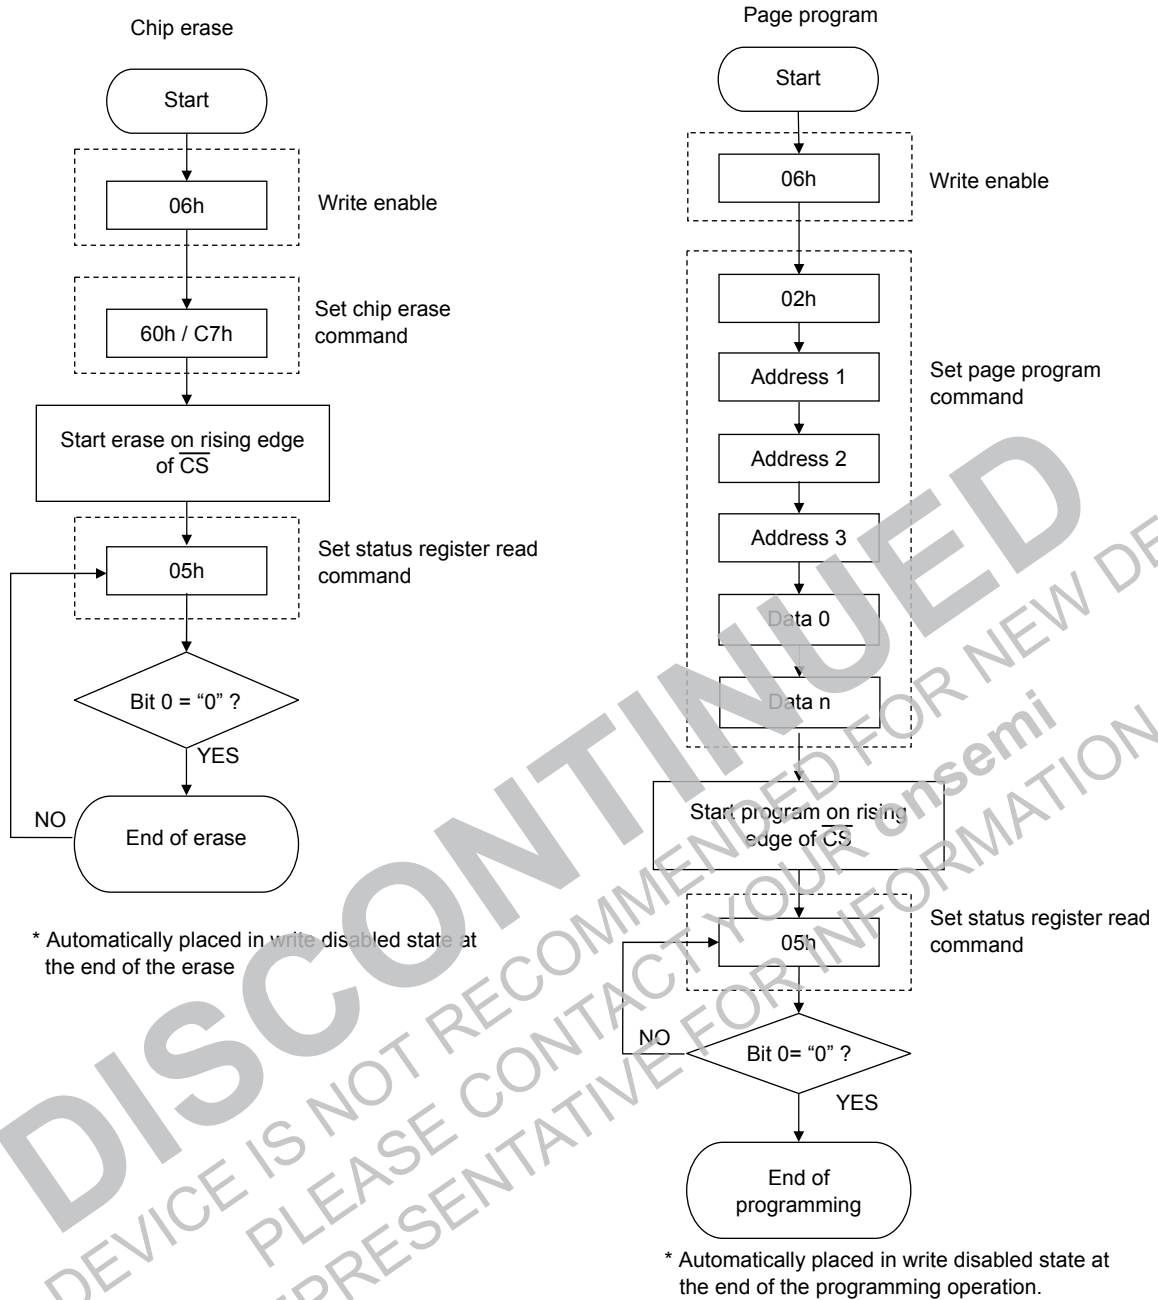 Chip erase
Start
06h
Write enable
60h / C7h
Set chip erase
command
Start erase on rising edge
of CS
05h
Set status register read
command
Bit 0 = “0” ?
YES
NO
End of erase
* Automatically placed in write disabled state at
the end of the erase
Page program
Start
06h
Write enable
02h
Address 1
Address 2
Address 3
Data 0
Data n
Set page program
command
Start program on rising
edge of CS
05h
Set status register read
command
NO
Bit 0= “0” ?
YES
End of
programming
* Automatically placed in write disabled state at
the end of the programming operation.
DISCONTINUED
DEVICE IS NOT RECOMMENDED FOR NEW DE
PLEASE CONTACT YOUR onsemi
PRESENTATIVE FOR INFORMATION